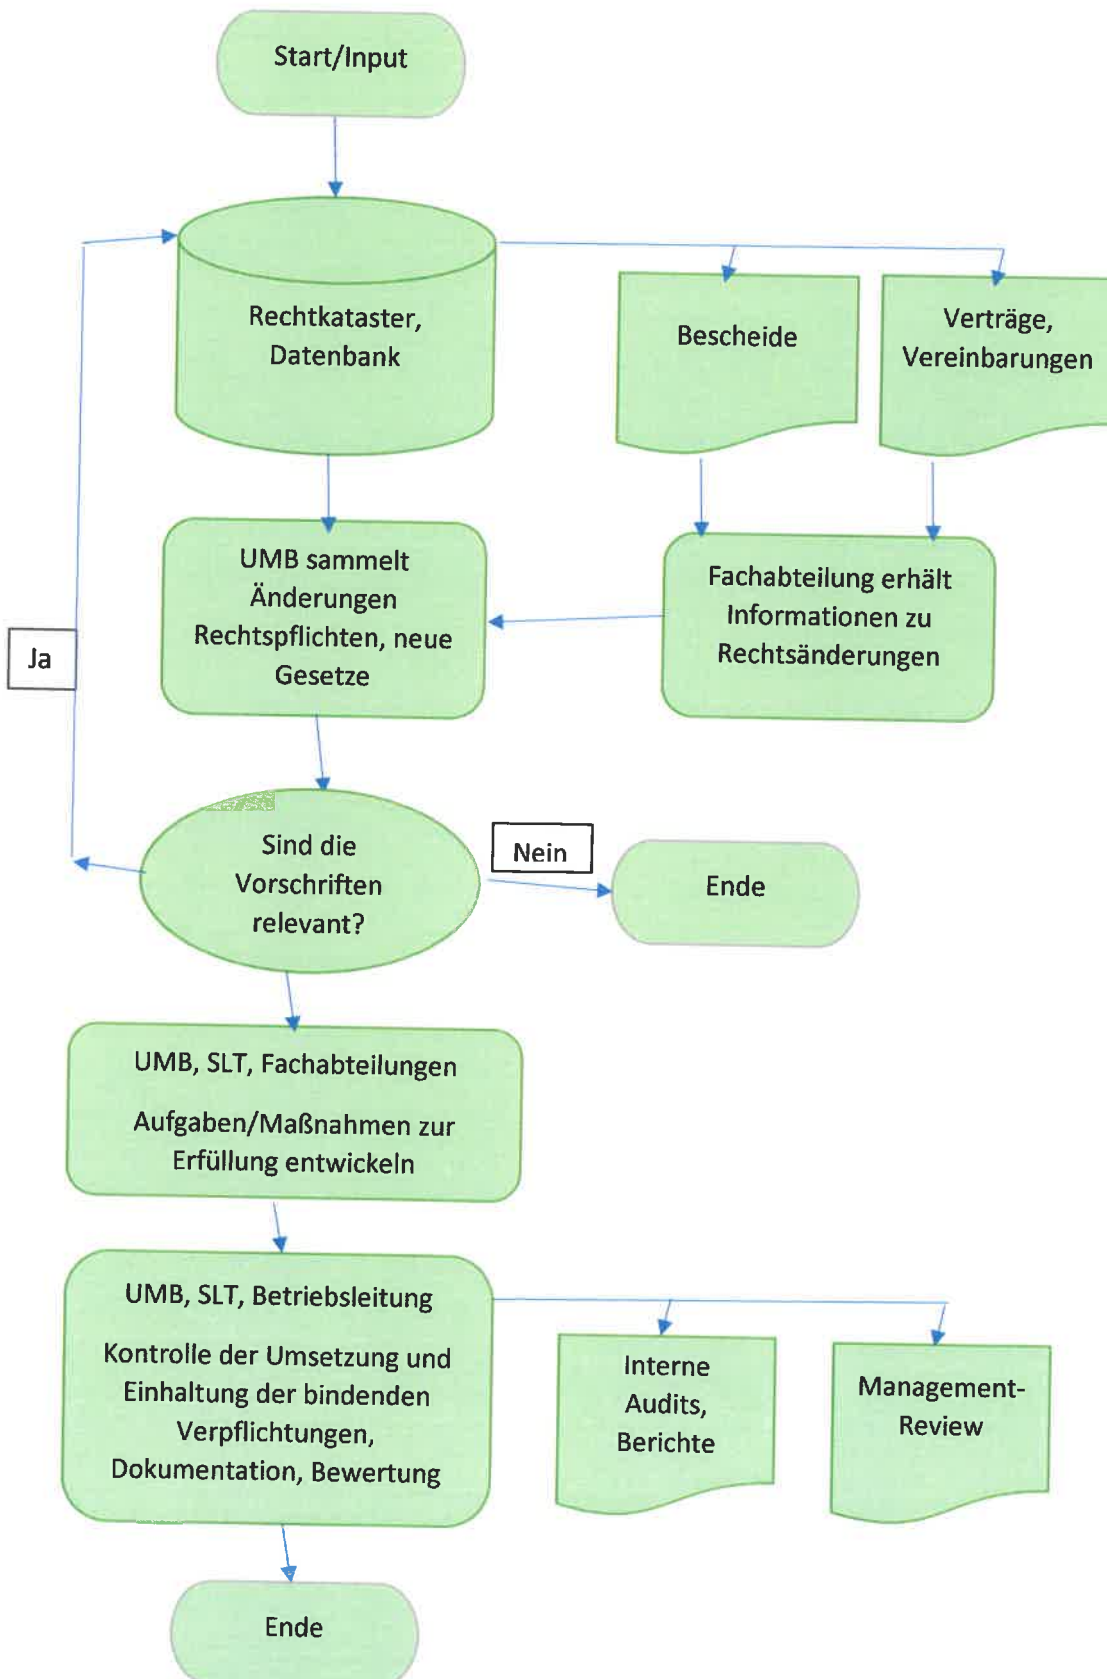 Start/Input
Rechtkataster,
Datenbank
Bescheide
Verträge,
Vereinbarungen
UMB sammelt
Änderungen
Rechtspflichten, neue
Gesetze
Fachabteilung erhält
Informationen zu
Rechtsänderungen
Ja
Sind die
Vorschriften
relevant?
Nein
Ende
UMB, SLT, Fachabteilungen
Aufgaben/Maßnahmen zur
Erfüllung entwickeln
UMB, SLT, Betriebsleitung
Kontrolle der Umsetzung und
Einhaltung der bindenden
Verpflichtungen,
Dokumentation, Bewertung
Interne
Audits,
Berichte
Management-
Review
Ende